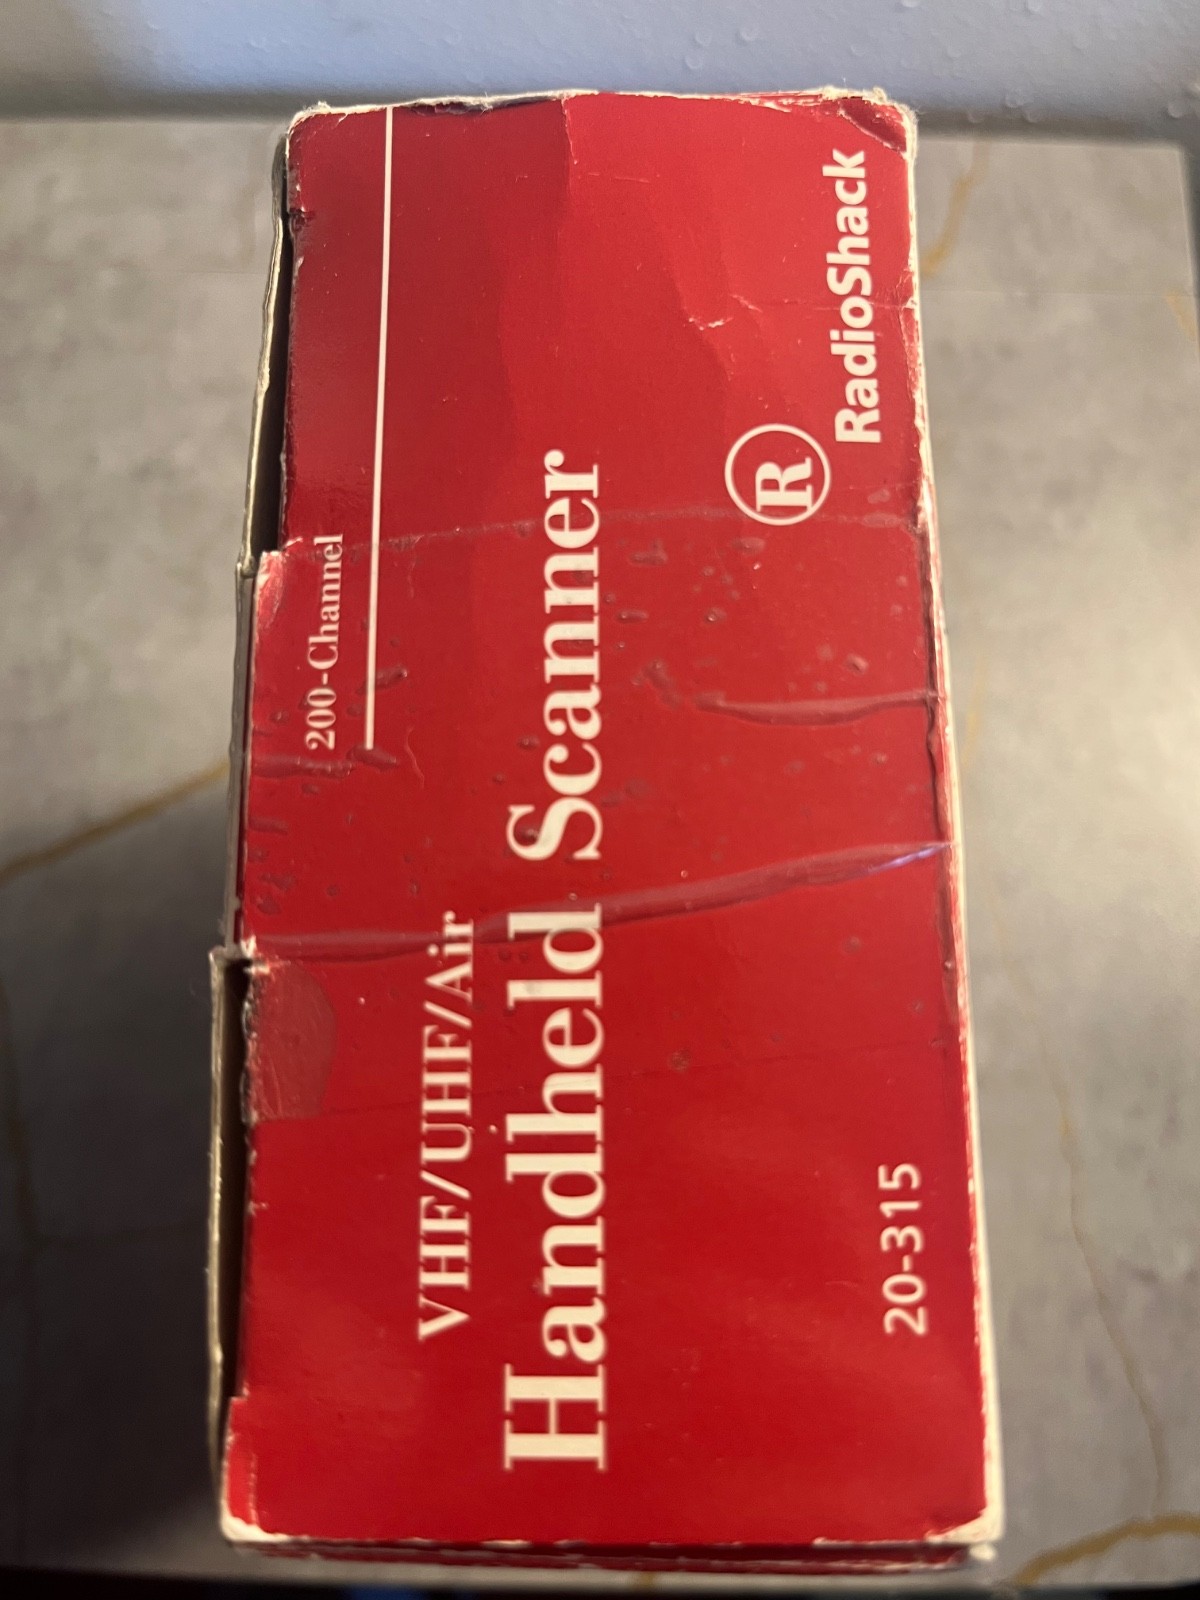 200-Channel
VHF/UHF/Air
Handheld Scanner
®
RadioShack
20-315